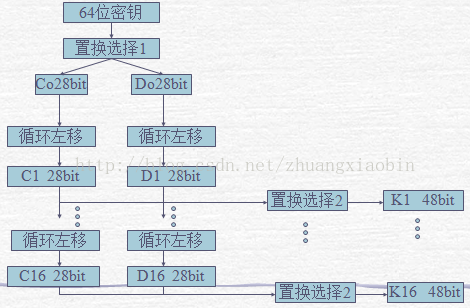 64位密钥
置换选择1
Co28bit Do28bit
循环左移 循环左移
http://blog.csdn.net/zhuangxiaobin
C1 28bit D1 28bit
置换选择2 K1 48bit
循环左移 循环左移
C16 28bit D16 28bit
置换选择2 K16 48bit